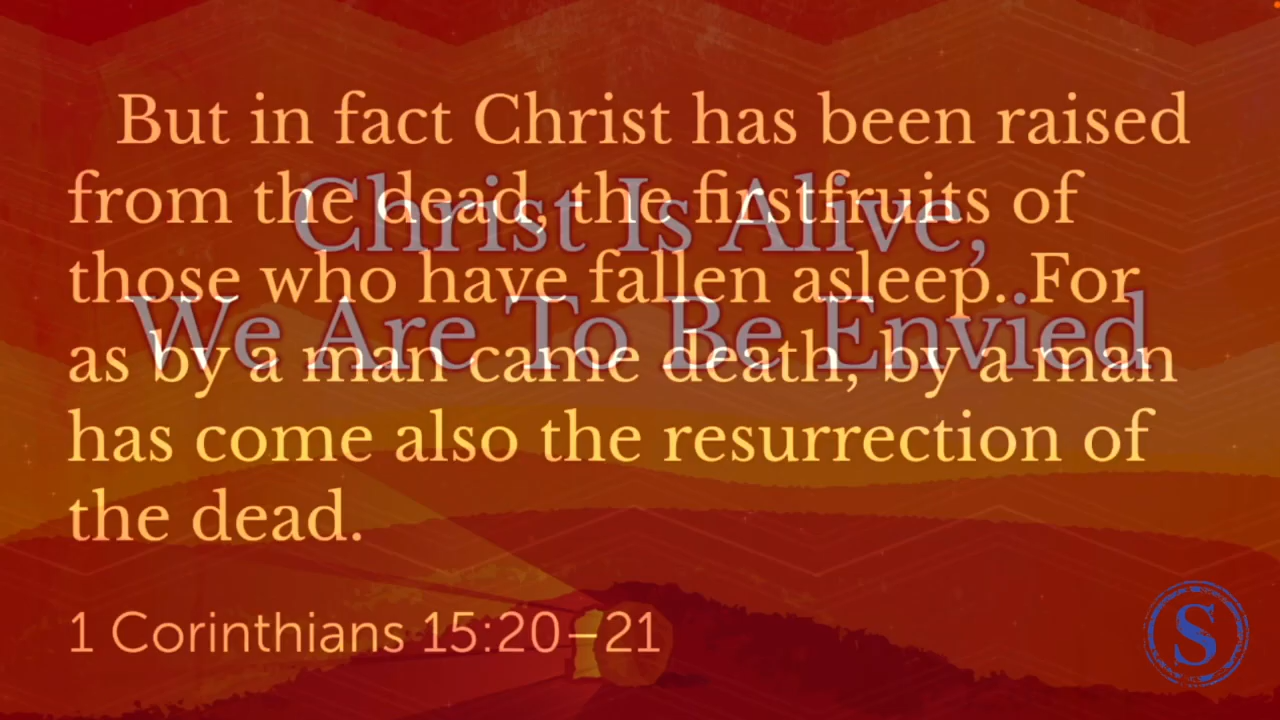 But in fact Christ has been raised
from the dead, the firstfruits of
those who have fallen asleep. For
as by a man came death, by a man
has come also the resurrection of
the dead.
1 Corinthians 15:20–21
Christ Is Alive,
We Are To Be Envied
S